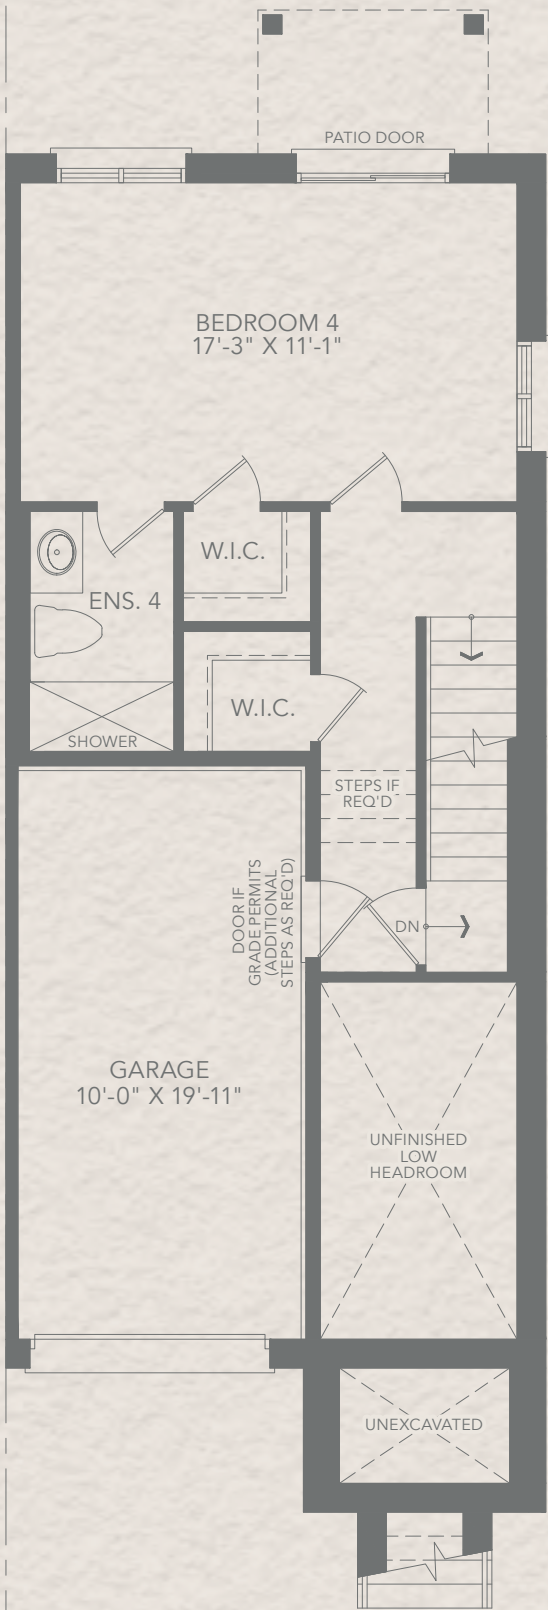 PATIO DOOR
BEDROOM 4
17'-3" X 11'-1"
W.I.C.
ENS. 4
W.I.C.
SHOWER
STEPS IF
REQ'D
DOOR IF
GRADE PERMITS
(ADDITIONAL
STEPS AS REQ'D)
DN
GARAGE
10'-0" X 19'-11"
UNFINISHED
LOW
HEADROOM
UNEXCAVATED